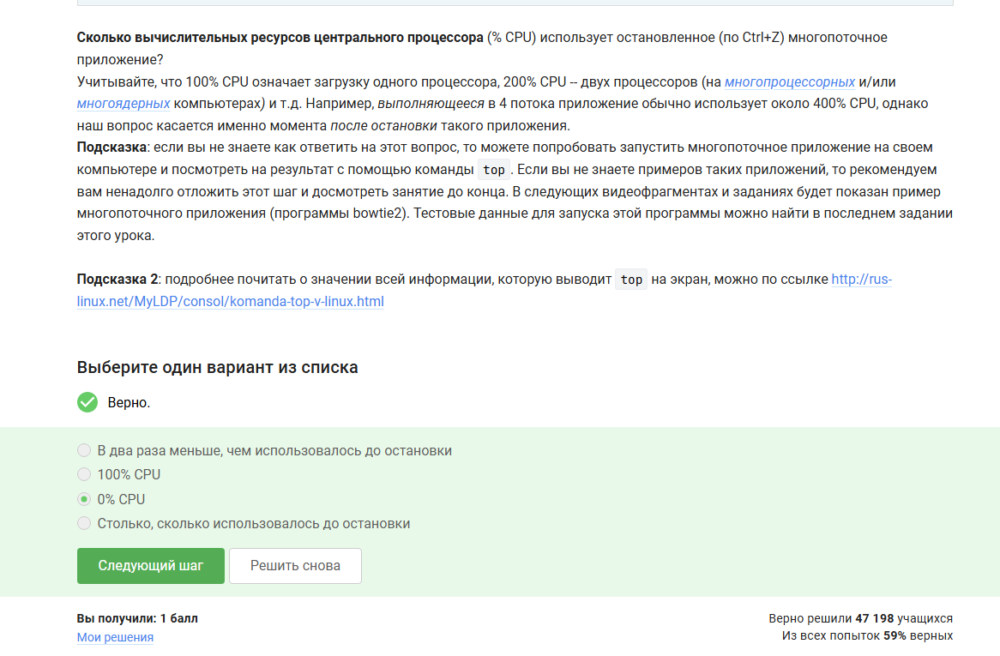 Сколько вычислительных ресурсов центрального процессора (% CPU) использует остановленное (по Ctrl+Z) многопоточное
приложение?
Учитывайте, что 100% CPU означает загрузку одного процессора, 200% CPU -- двух процессоров (на многопроцессорных и/или
многоядерных компьютерах) и т.д. Например, выполняющееся в 4 потока приложение обычно использует около 400% CPU, однако
наш вопрос касается именно момента после остановки такого приложения.
Подсказка: если вы не знаете как ответить на этот вопрос, то можете попробовать запустить многопоточное приложение на своем
компьютере и посмотреть на результат с помощью команды top. Если вы не знаете примеров таких приложений, то рекомендуем
вам ненадолго отложить этот шаг и досмотреть занятие до конца. В следующих видеофрагментах и заданиях будет показан пример
многопоточного приложения (программы bowtie2). Тестовые данные для запуска этой программы можно найти в последнем задании
этого урока.
Подсказка 2: подробнее почитать о значении всей информации, которую выводит top на экран, можно по ссылке http://rus-
linux.net/MyLDP/consol/komanda-top-v-linux.html
Выберите один вариант из списка
Верно.
В два раза меньше, чем использовалось до остановки
100% CPU
0% CPU
Столько, сколько использовалось до остановки
Следующий шаг Решить снова
Вы получили: 1 балл Верно решили 47 198 учащихся
Мои решения Из всех попыток 59% верных